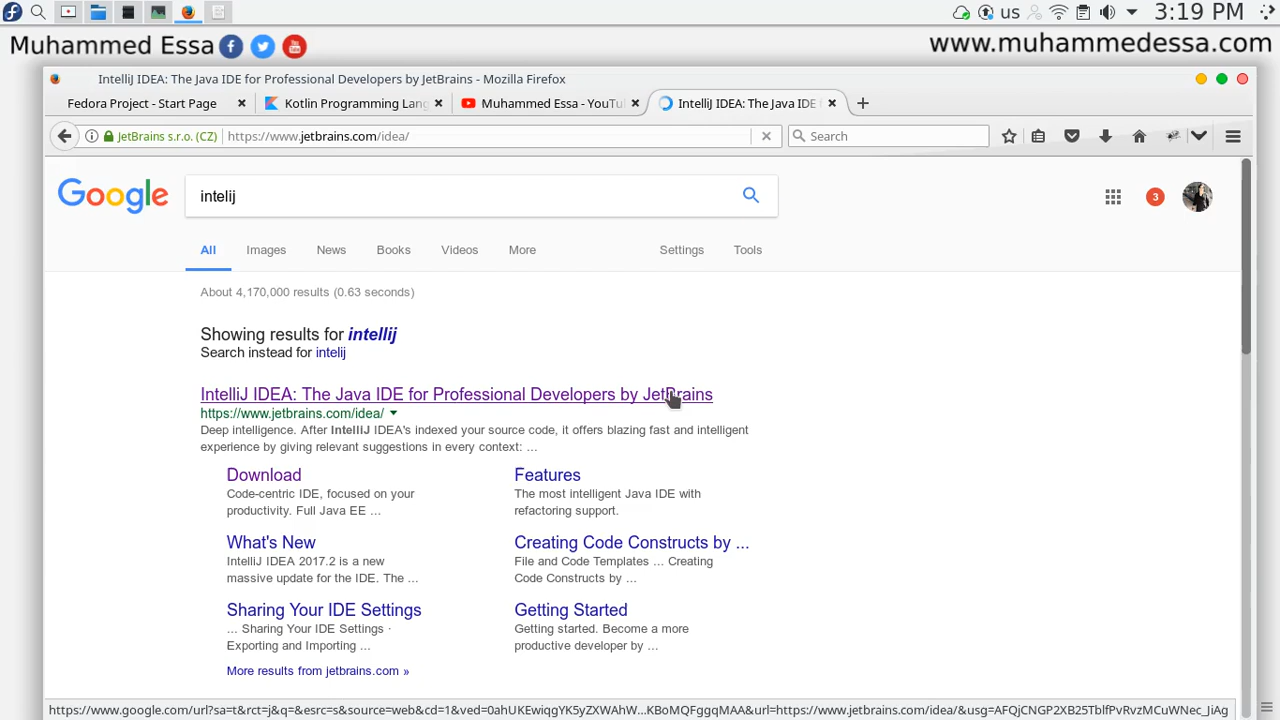 us
3:19 PM
Muhammed Essa
www.muhammedessa.com
IntelliJ IDEA: The Java IDE for Professional Developers by JetBrains - Mozilla Firefox
Fedora Project - Start Page
Kotlin Programming Lang
Muhammed Essa - YouTu
IntelliJ IDEA: The Java IDE
JetBrains s.r.o. (CZ)
https://www.jetbrains.com/idea/
Search
Google
intelij
3
All
Images
News
Books
Videos
More
Settings
Tools
About 4,170,000 results (0.63 seconds)
Showing results for intellij
Search instead for intelij
IntelliJ IDEA: The Java IDE for Professional Developers by JetBrains
https://www.jetbrains.com/idea/
Deep intelligence. After IntelliJ IDEA's indexed your source code, it offers blazing fast and intelligent
experience by giving relevant suggestions in every context: ...
Download
Code-centric IDE, focused on your
productivity. Full Java EE ...
Features
The most intelligent Java IDE with
refactoring support.
What's New
IntelliJ IDEA 2017.2 is a new
massive update for the IDE. The ...
Creating Code Constructs by ...
File and Code Templates ... Creating
Code Constructs by ...
Sharing Your IDE Settings
... Sharing Your IDE Settings ·
Exporting and Importing ...
Getting Started
Getting started. Become a more
productive developer by ...
More results from jetbrains.com »
https://www.google.com/url?sa=t&rct=j&q=&esrc=s&source=web&cd=1&ved=0ahUKEwiqgYK5yZXWAhW...KBoMQFggqMAA&url=https://www.jetbrains.com/idea/&usg=AFQjCNGP2XB25TblfPvRvzMCuWNec_JiAg